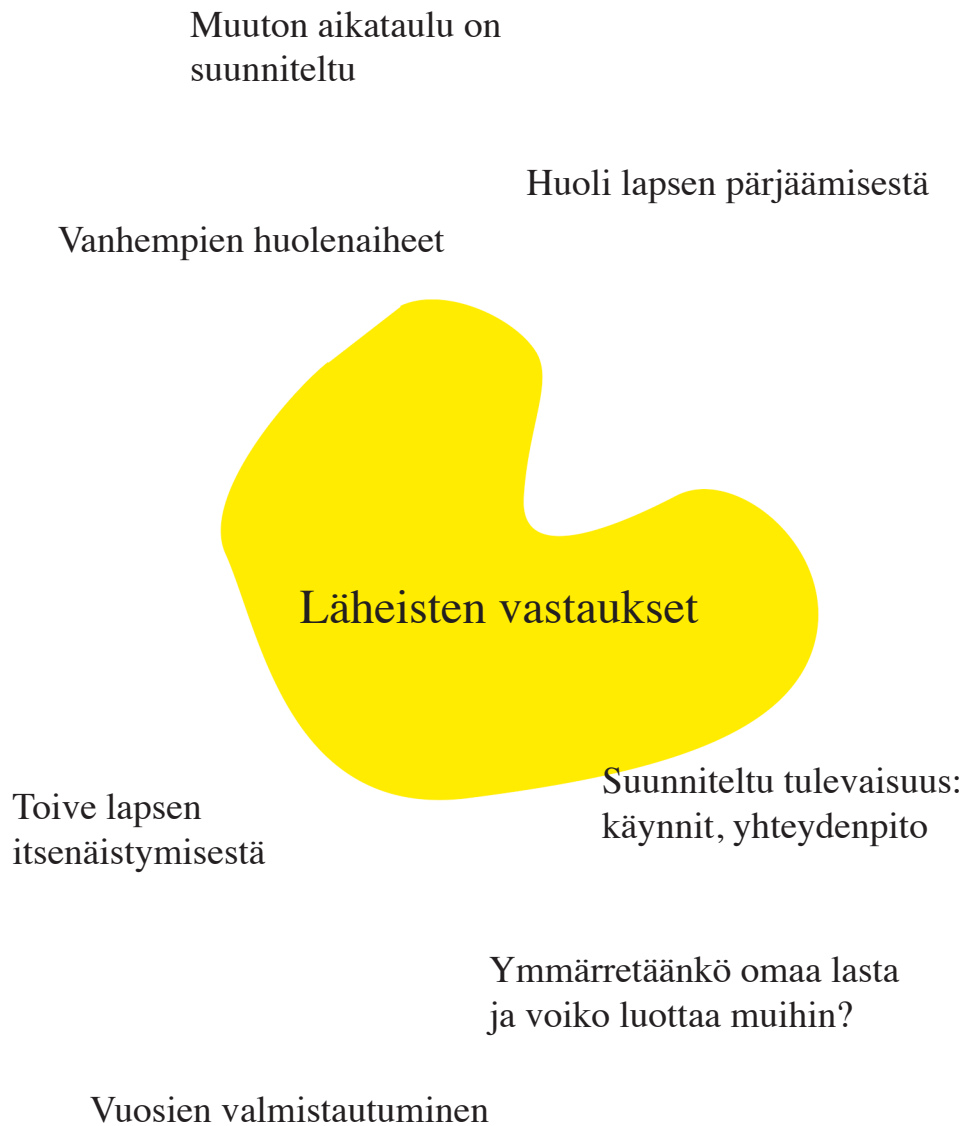 Muuton aikataulu on
suunniteltu
Huoli lapsen pärjäämisestä
Vanhempien huolenaiheet
Läheisten vastaukset
Suunniteltu tulevaisuus:
käynnit, yhteydenpito
Toive lapsen
itsenäistymisestä
Ymmärretäänkö omaa lasta
ja voiko luottaa muihin?
Vuosien valmistautuminen